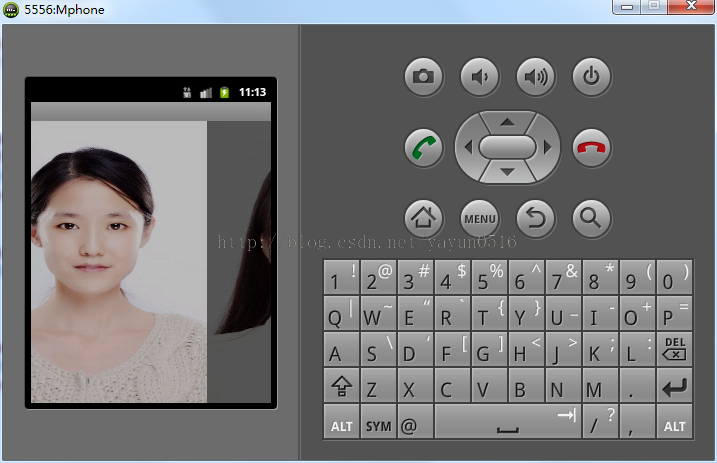 5556:Mphone
11:13
MENU
http://blog.csdn.net/yayun0516
1 ! 2 @ 3 # 4 $ 5 % 6 ^ 7 & 8 * 9 ( 0 )
Q | W ~ E “ R ` T { Y } U _ I - O + P =
A S \ D ‘ F [ G ] H < J > K ; L : DEL
Z X C V B N M .
ALT SYM @ / ? , ALT